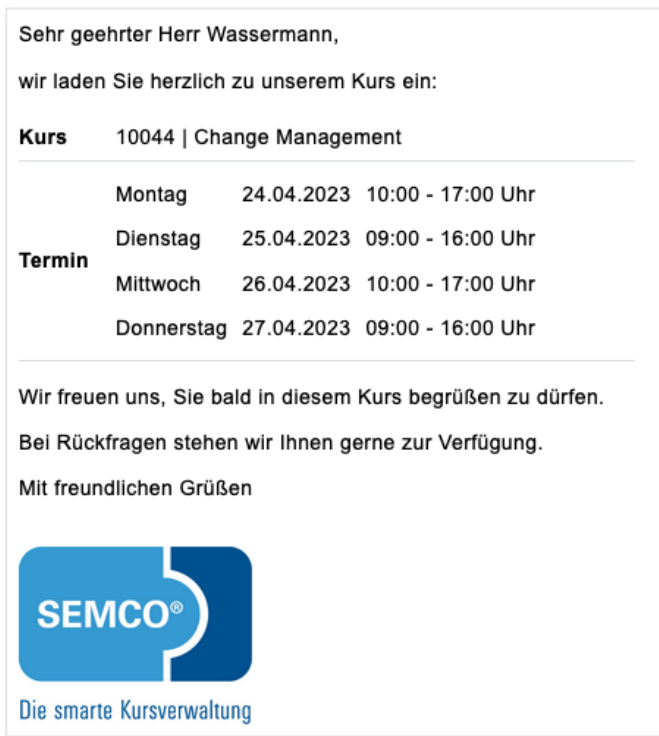 Sehr geehrter Herr Wassermann,
wir laden Sie herzlich zu unserem Kurs ein:
Kurs 10044 | Change Management
Termin
Montag 24.04.2023 10:00 - 17:00 Uhr
Dienstag 25.04.2023 09:00 - 16:00 Uhr
Mittwoch 26.04.2023 10:00 - 17:00 Uhr
Donnerstag 27.04.2023 09:00 - 16:00 Uhr
Wir freuen uns, Sie bald in diesem Kurs begrüßen zu dürfen.
Bei Rückfragen stehen wir Ihnen gerne zur Verfügung.
Mit freundlichen Grüßen
SEMCO®
Die smarte Kursverwaltung